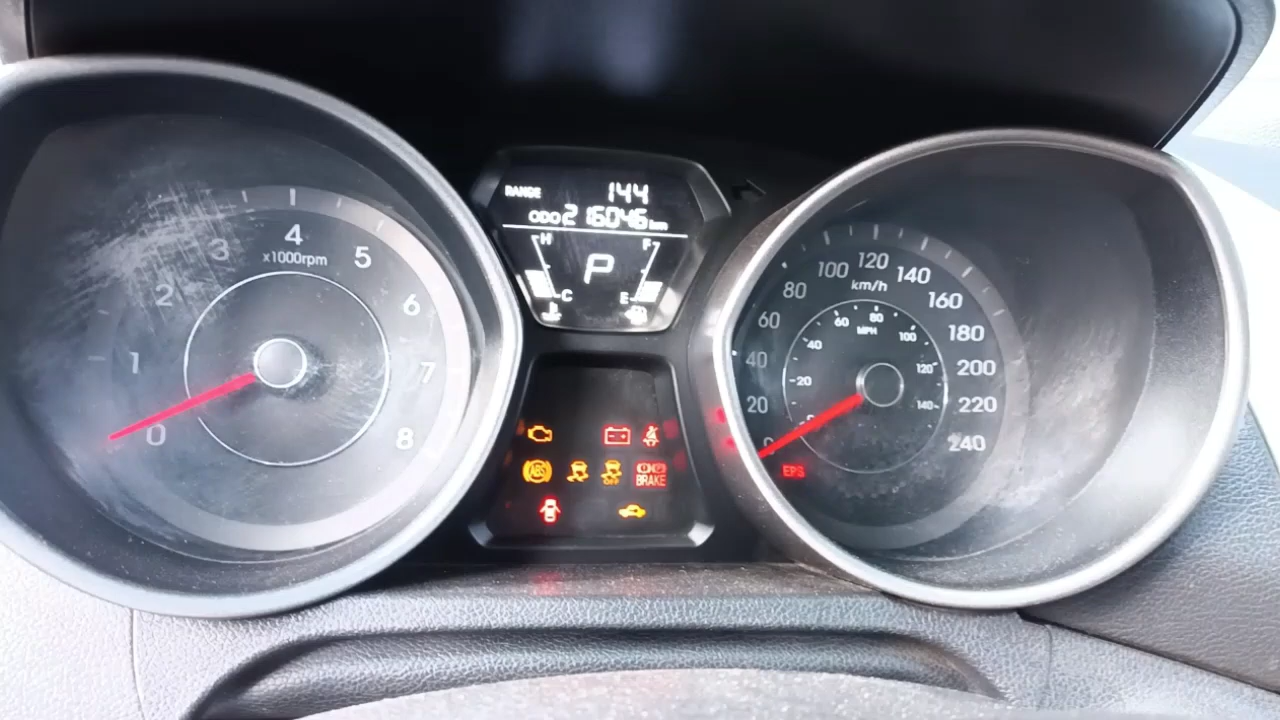 RANGE 144
ODO 216046 km
H F
P
C E
0 1 2 3 4 5 6 7 8
x1000rpm
0 20 40 60 80 100 120 140 160 180 200 220 240
km/h
20 40 60 80 100 120 140
MPH
ABS
OFF
BRAKE
EPS